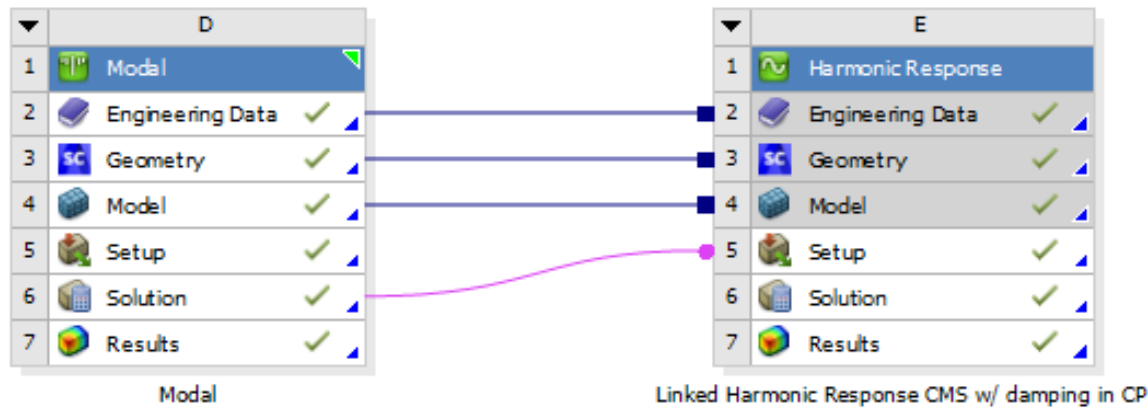 D
1 Modal
2 Engineering Data
3 SC Geometry
4 Model
5 Setup
6 Solution
7 Results
Modal
E
1 Harmonic Response
2 Engineering Data
3 SC Geometry
4 Model
5 Setup
6 Solution
7 Results
Linked Harmonic Response CMS w/ damping in CP